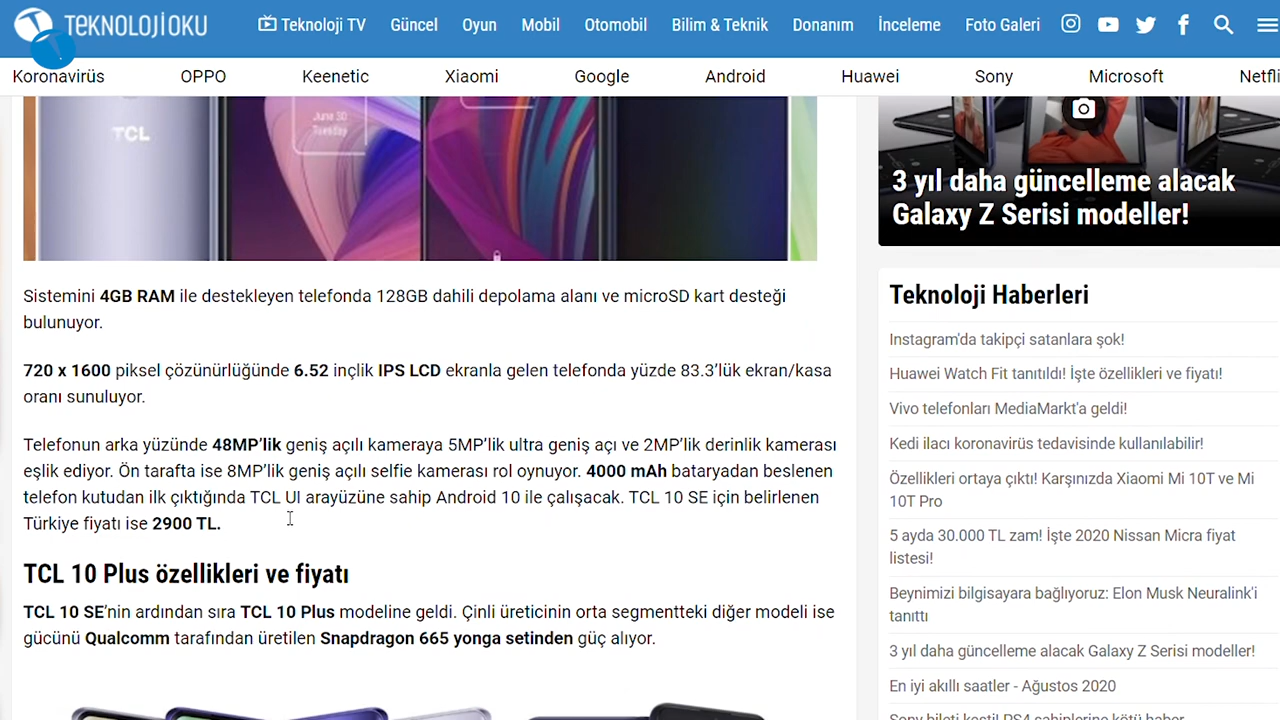 TEKNOLOJİOKU
Teknoloji TV Güncel Oyun Mobil Otomobil Bilim & Teknik Donanım İnceleme Foto Galeri
Koronavirüs OPPO Keenetic Xiaomi Google Android Huawei Sony Microsoft Netfli
TCL
June 30
Tuesday
3 yıl daha güncelleme alacak
Galaxy Z Serisi modeller!
Sistemini 4GB RAM ile destekleyen telefonda 128GB dahili depolama alanı ve microSD kart desteği
bulunuyor.
720 x 1600 piksel çözünürlüğünde 6.52 inçlik IPS LCD ekranla gelen telefonda yüzde 83.3’lük ekran/kasa
oranı sunuluyor.
Telefonun arka yüzünde 48MP’lik geniş açılı kameraya 5MP’lik ultra geniş açı ve 2MP’lik derinlik kamerası
eşlik ediyor. Ön tarafta ise 8MP’lik geniş açılı selfie kamerası rol oynuyor. 4000 mAh bataryadan beslenen
telefon kutudan ilk çıktığında TCL UI arayüzüne sahip Android 10 ile çalışacak. TCL 10 SE için belirlenen
Türkiye fiyatı ise 2900 TL.
TCL 10 Plus özellikleri ve fiyatı
TCL 10 SE’nin ardından sıra TCL 10 Plus modeline geldi. Çinli üreticinin orta segmentteki diğer modeli ise
gücünü Qualcomm tarafından üretilen Snapdragon 665 yonga setinden güç alıyor.
Teknoloji Haberleri
Instagram'da takipçi satanlara şok!
Huawei Watch Fit tanıtıldı! İşte özellikleri ve fiyatı!
Vivo telefonları MediaMarkt'a geldi!
Kedi ilacı koronavirüs tedavisinde kullanılabilir!
Özellikleri ortaya çıktı! Karşınızda Xiaomi Mi 10T ve Mi
10T Pro
5 ayda 30.000 TL zam! İşte 2020 Nissan Micra fiyat
listesi!
Beynimizi bilgisayara bağlıyoruz: Elon Musk Neuralink'i
tanıttı
3 yıl daha güncelleme alacak Galaxy Z Serisi modeller!
En iyi akıllı saatler - Ağustos 2020
Sony bileti kesti! PS4 sahiplerine kötü haber